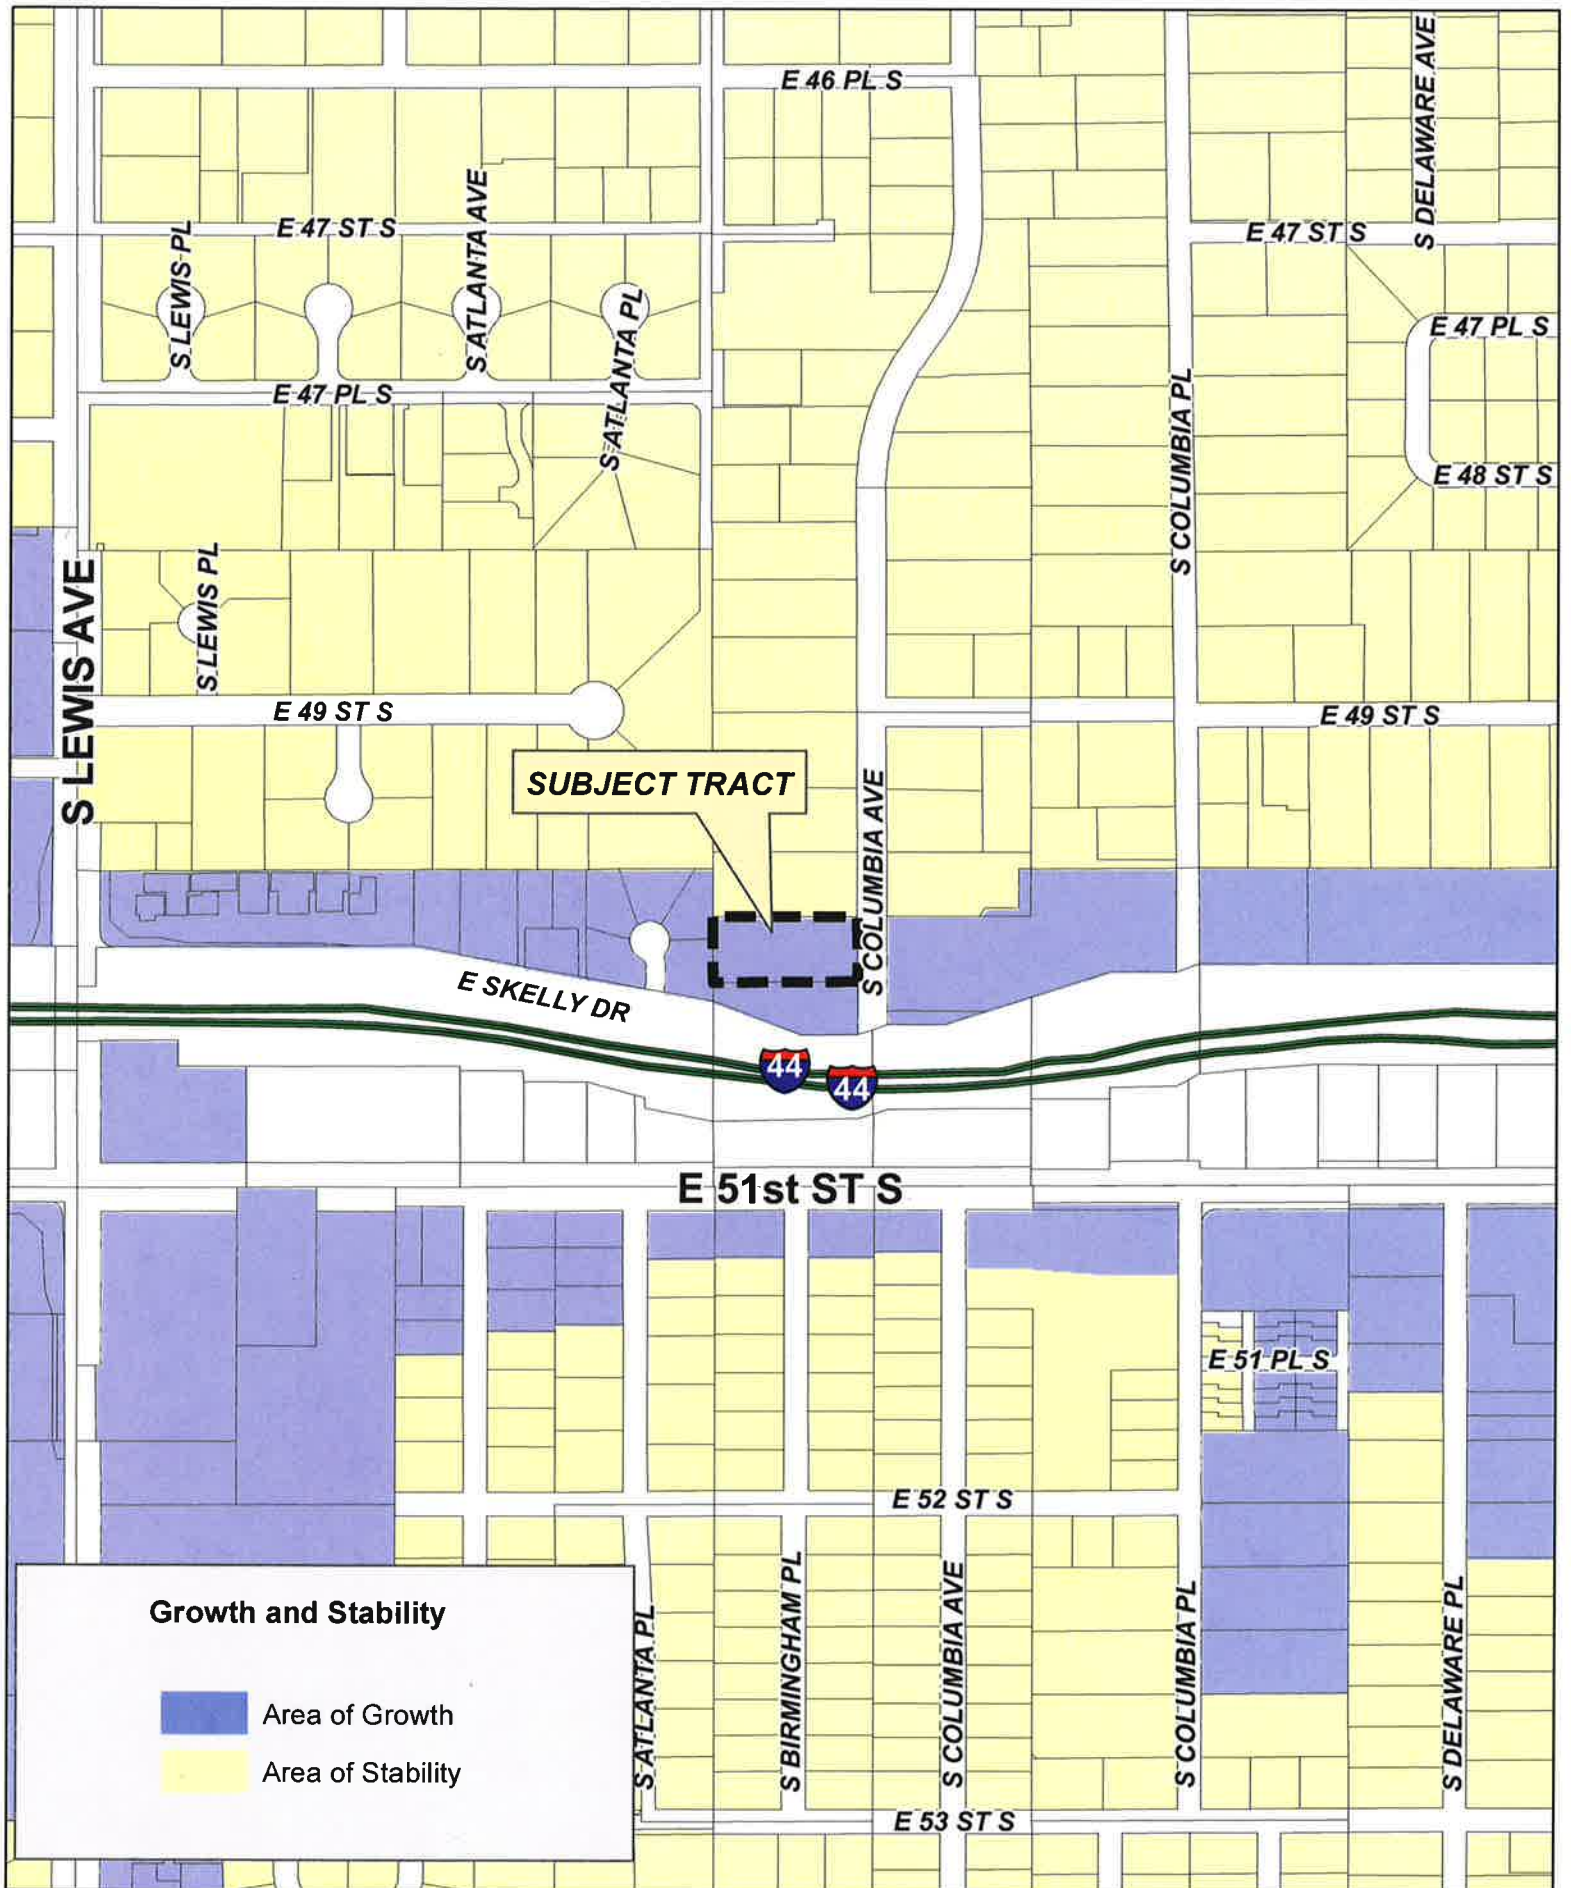 E 46 PL S
S DELAWARE AVE
E 47 ST S
S LEWIS PL
S ATLANTA AVE
E 47 ST S
S ATLANTA PL
E 47 PL S
E 47 PL S
S COLUMBIA PL
E 48 ST S
S LEWIS AVE
S LEWIS PL
E 49 ST S
E 49 ST S
SUBJECT TRACT
S COLUMBIA AVE
E SKELLY DR
44
44
E 51st ST S
E 51 PL S
E 52 ST S
S ATLANTA PL
S BIRMINGHAM PL
S COLUMBIA AVE
S COLUMBIA PL
S DELAWARE PL
E 53 ST S
Growth and Stability
Area of Growth
Area of Stability